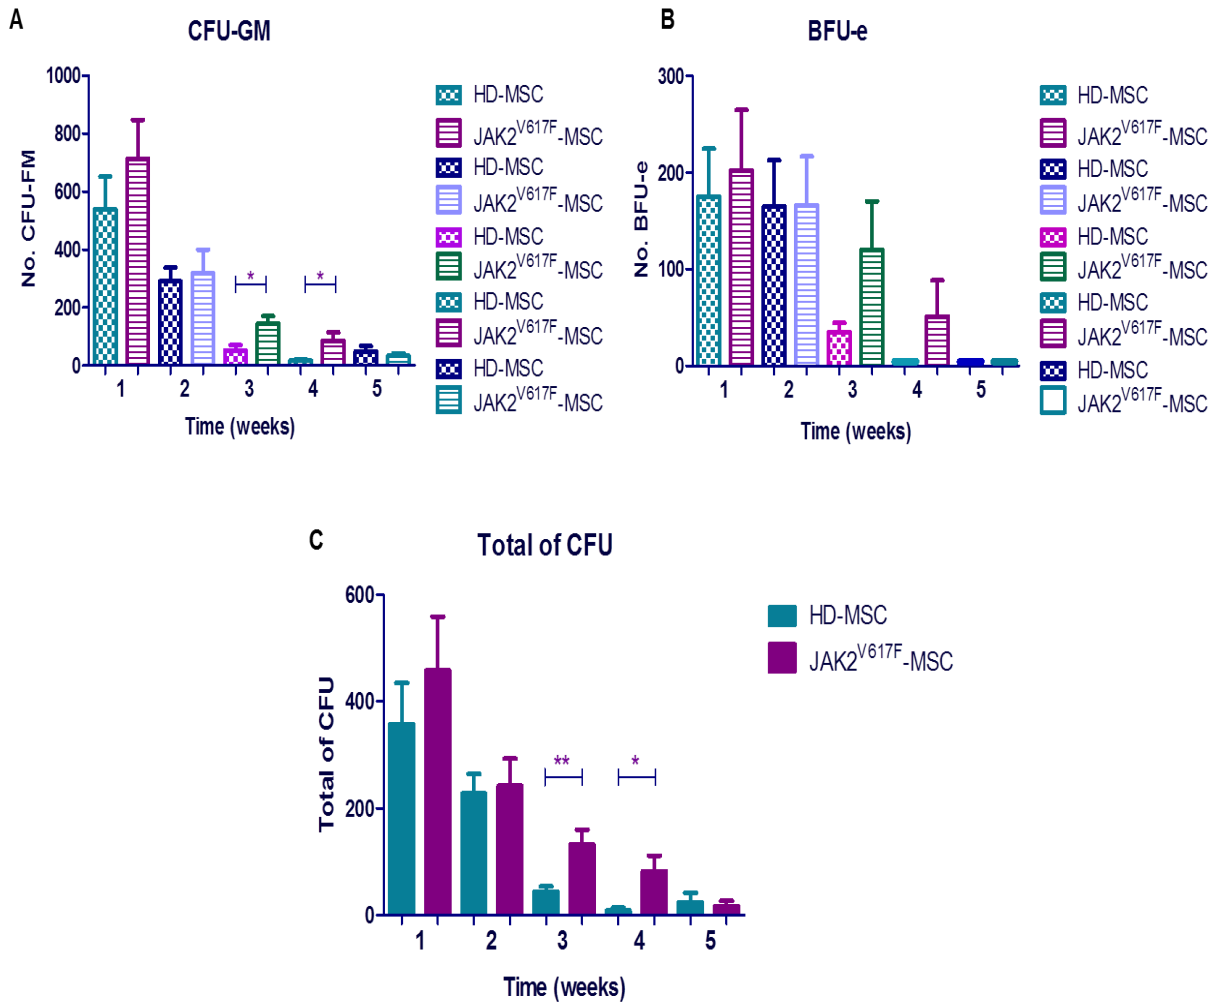 A
CFU-GM
No. CFU-FM
1000
800
600
400
200
0
*
*
1 2 3 4 5
Time (weeks)
HD-MSC
JAK2V617F-MSC
HD-MSC
JAK2V617F-MSC
HD-MSC
JAK2V617F-MSC
HD-MSC
JAK2V617F-MSC
HD-MSC
JAK2V617F-MSC
B
BFU-e
No. BFU-e
300
200
100
0
1 2 3 4 5
Time (weeks)
HD-MSC
JAK2V617F-MSC
HD-MSC
JAK2V617F-MSC
HD-MSC
JAK2V617F-MSC
HD-MSC
JAK2V617F-MSC
HD-MSC
JAK2V617F-MSC
C
Total of CFU
Total of CFU
600
400
200
0
**
*
1 2 3 4 5
Time (weeks)
HD-MSC
JAK2V617F-MSC